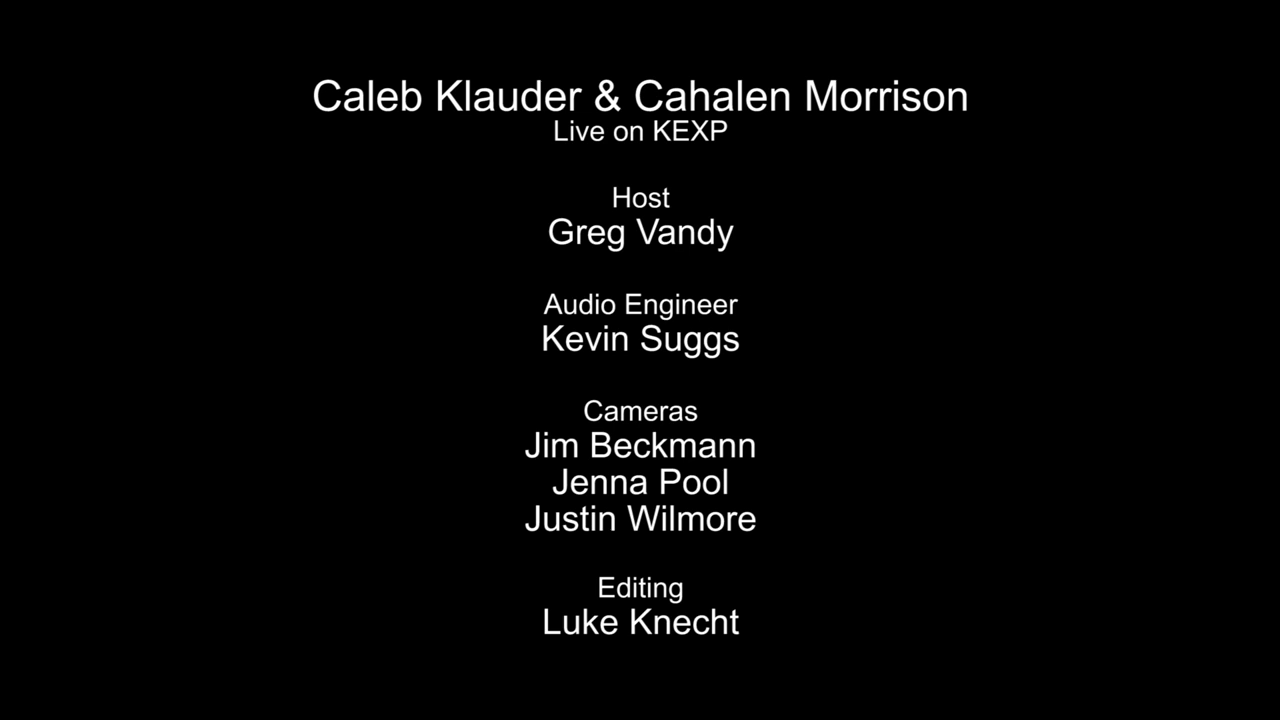 Caleb Klauder & Cahalen Morrison
Live on KEXP
Host
Greg Vandy
Audio Engineer
Kevin Suggs
Cameras
Jim Beckmann
Jenna Pool
Justin Wilmore
Editing
Luke Knecht